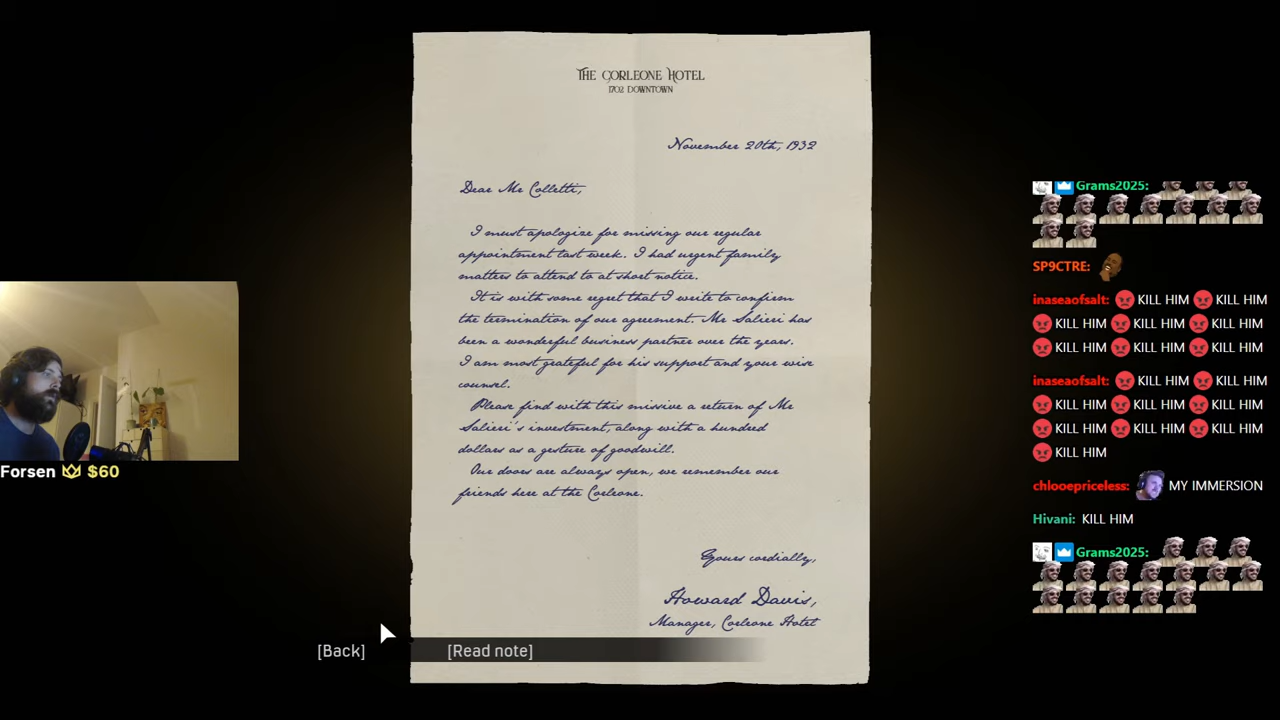 THE CORLEONE HOTEL
1702 DOWNTOWN
November 20th, 1932
Dear Mr Colletti,
I must apologize for missing our regular
appointment last week. I had urgent family
matters to attend to at short notice.
It is with some regret that I write to confirm
the termination of our agreement. Mr Salieri has
been a wonderful business partner over the years.
I am most grateful for his support and your wise
counsel.
Please find with this missive a return of Mr
Salieri's investment, along with a hundred
dollars as a gesture of goodwill.
Our doors are always open, we remember our
friends here at the Corleone.
Yours cordially,
Howard Davis,
Manager, Corleone Hotel
[Back] [Read note]
Forsen $60
Grams2025:
SP9CTRE:
inaseaofsalt: KILL HIM KILL HIM
KILL HIM KILL HIM KILL HIM
KILL HIM KILL HIM KILL HIM
inaseaofsalt: KILL HIM KILL HIM
KILL HIM KILL HIM KILL HIM
KILL HIM KILL HIM KILL HIM
KILL HIM
chlooepriceless: MY IMMERSION
Hivani: KILL HIM
Grams2025: